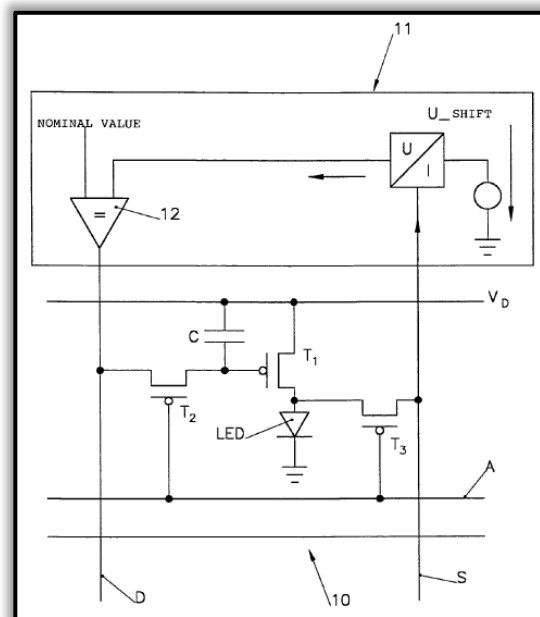 11
U_SHIFT
NOMINAL VALUE
U
I
=
12
V_D
C
T_1
T_2
LED
T_3
A
D
10
S